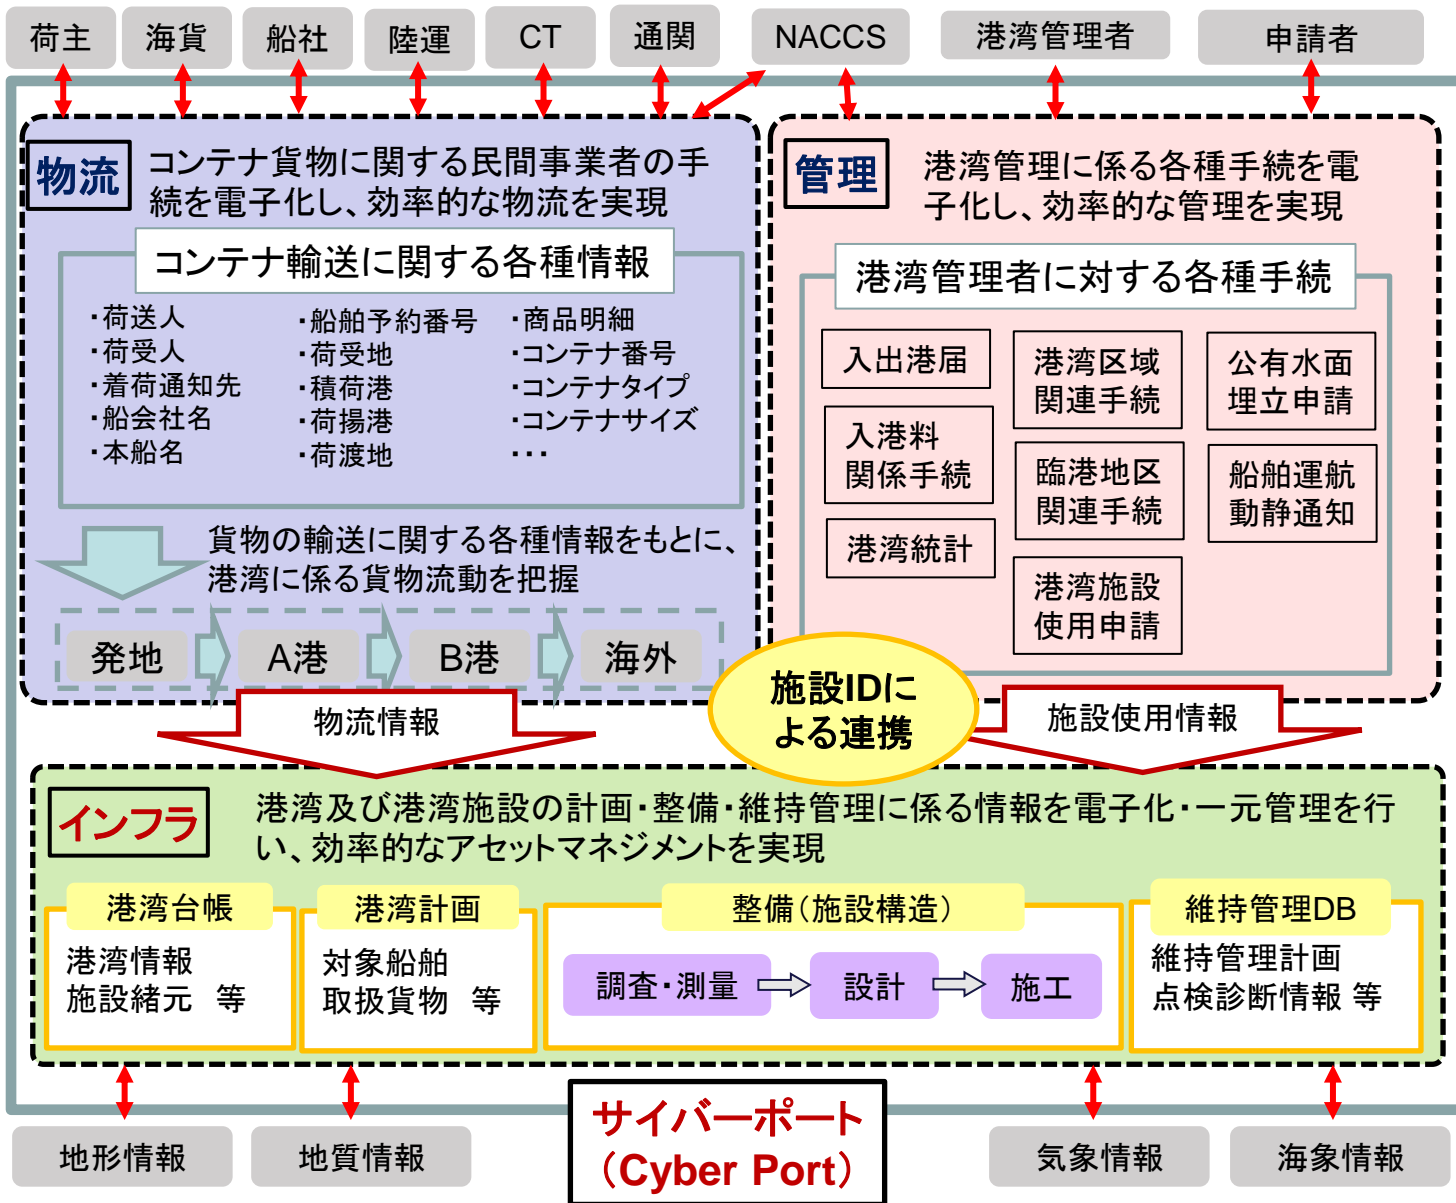 荷主
海貨
船社
陸運
CT
通関
NACCS
港湾管理者
申請者
物流
コンテナ貨物に関する民間事業者の手
続を電子化し、効率的な物流を実現
コンテナ輸送に関する各種情報
・荷送人
・荷受人
・着荷通知先
・船会社名
・本船名
・船舶予約番号
・荷受地
・積荷港
・荷揚港
・荷渡地
・商品明細
・コンテナ番号
・コンテナタイプ
・コンテナサイズ
・・・
貨物の輸送に関する各種情報をもとに、
港湾に係る貨物流動を把握
発地
A港
B港
海外
管理
港湾管理に係る各種手続を電
子化し、効率的な管理を実現
港湾管理者に対する各種手続
入出港届
入港料
関係手続
港湾統計
港湾区域
関連手続
臨港地区
関連手続
港湾施設
使用申請
公有水面
埋立申請
船舶運航
動静通知
施設IDに
よる連携
物流情報
施設使用情報
インフラ
港湾及び港湾施設の計画・整備・維持管理に係る情報を電子化・一元管理を行
い、効率的なアセットマネジメントを実現
港湾台帳
港湾情報
施設緒元 等
港湾計画
対象船舶
取扱貨物 等
整備（施設構造）
調査・測量
設計
施工
維持管理DB
維持管理計画
点検診断情報 等
サイバーポート
（Cyber Port）
地形情報
地質情報
気象情報
海象情報